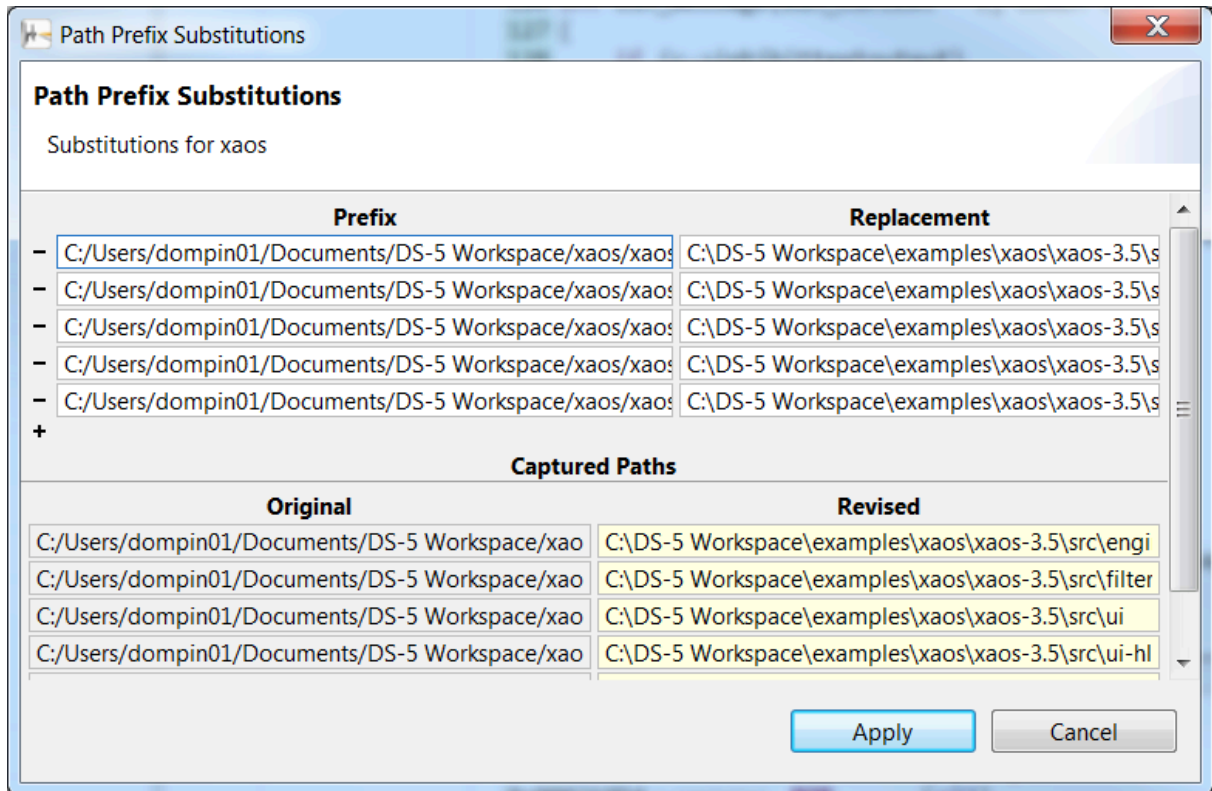 Path Prefix Substitutions
Path Prefix Substitutions
Substitutions for xaos
Prefix Replacement
− C:/Users/dompin01/Documents/DS-5 Workspace/xaos/xaos C:\DS-5 Workspace\examples\xaos\xaos-3.5\s
− C:/Users/dompin01/Documents/DS-5 Workspace/xaos/xaos C:\DS-5 Workspace\examples\xaos\xaos-3.5\s
− C:/Users/dompin01/Documents/DS-5 Workspace/xaos/xaos C:\DS-5 Workspace\examples\xaos\xaos-3.5\s
− C:/Users/dompin01/Documents/DS-5 Workspace/xaos/xaos C:\DS-5 Workspace\examples\xaos\xaos-3.5\s
− C:/Users/dompin01/Documents/DS-5 Workspace/xaos/xaos C:\DS-5 Workspace\examples\xaos\xaos-3.5\s
+
Captured Paths
Original Revised
C:/Users/dompin01/Documents/DS-5 Workspace/xao C:\DS-5 Workspace\examples\xaos\xaos-3.5\src\engi
C:/Users/dompin01/Documents/DS-5 Workspace/xao C:\DS-5 Workspace\examples\xaos\xaos-3.5\src\filter
C:/Users/dompin01/Documents/DS-5 Workspace/xao C:\DS-5 Workspace\examples\xaos\xaos-3.5\src\ui
C:/Users/dompin01/Documents/DS-5 Workspace/xao C:\DS-5 Workspace\examples\xaos\xaos-3.5\src\ui-hl
Apply Cancel